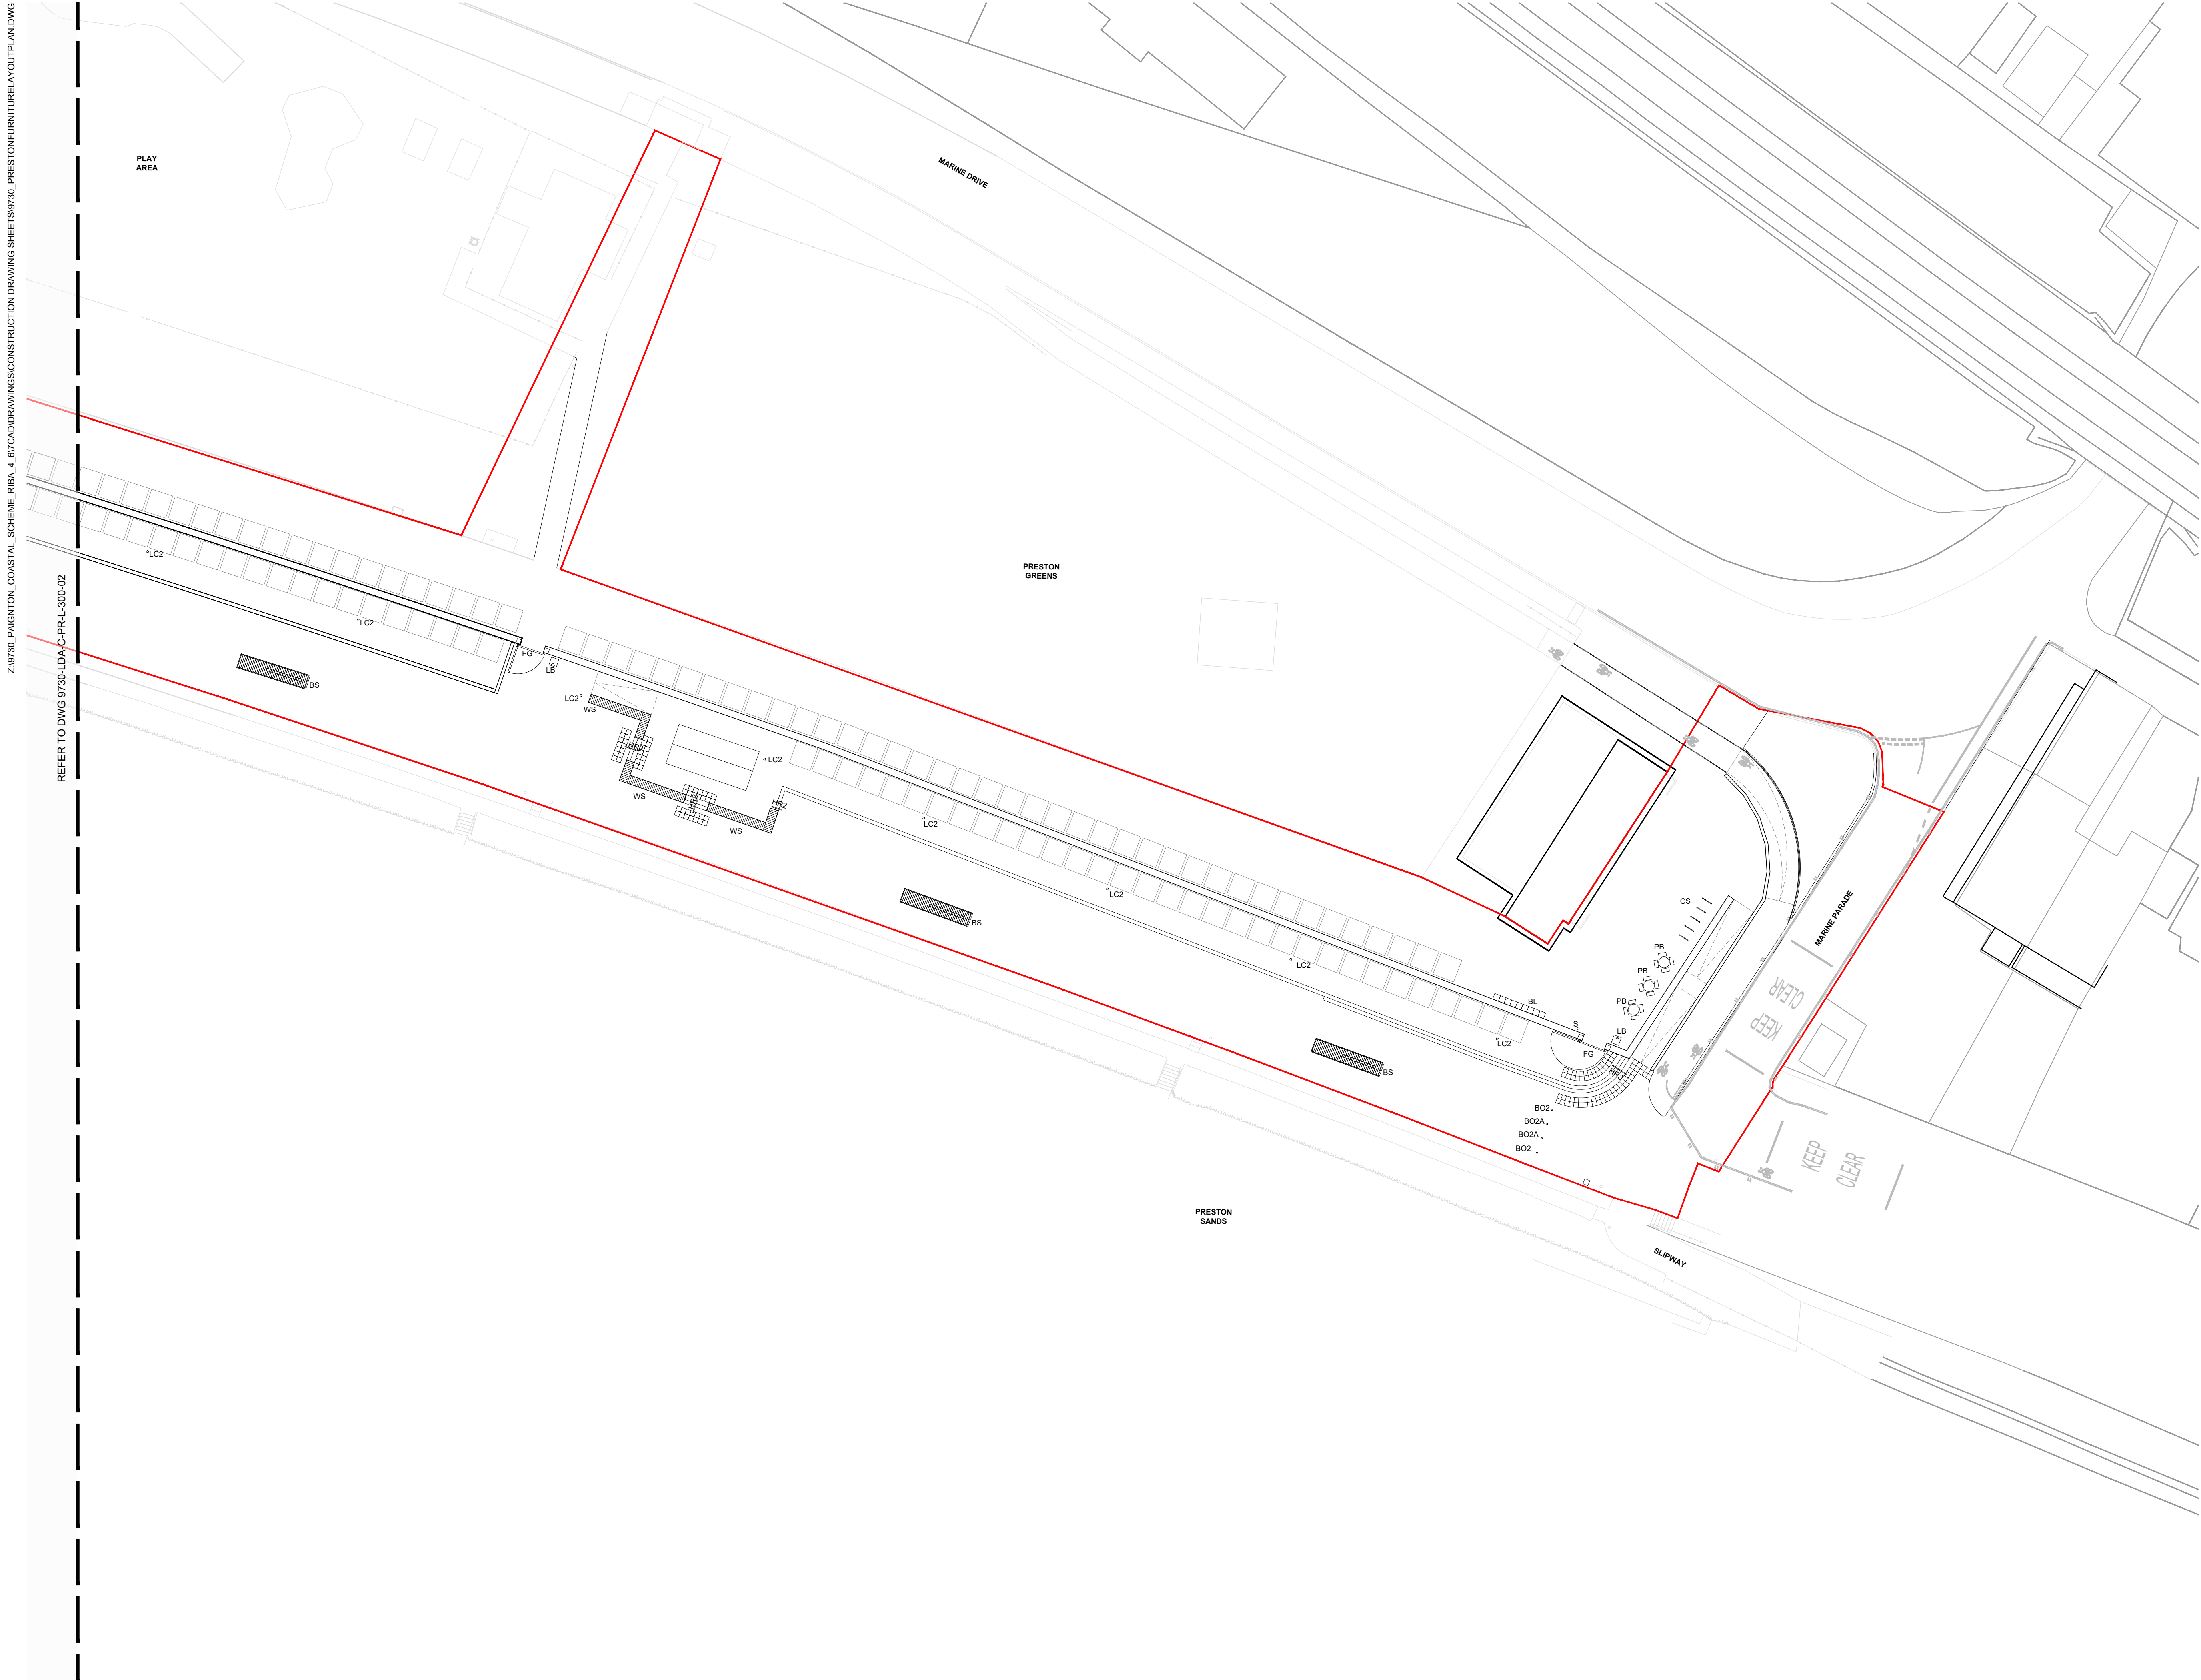 Z:\9730_PAIGNTON_COASTAL_SCHEME_RIBA_4_6\7CAD\DRAWINGS\CONSTRUCTION DRAWING SHEETS\9730_PRESTONFURNITURELAYOUTPLAN.DWG
REFER TO DWG 9730-LDA-C-PR-L-300-02
PLAY
AREA
MARINE DRIVE
PRESTON
GREENS
LC2
LC2
FG
LB
BS
LC2
WS
HR2
LC2
WS
HR2
HR2
WS
LC2
LC2
BS
LC2
CS
PB
PB
PB
BL
S
LB
LC2
FG
BS
HR3
MARINE PARADE
KEEP
CLEAR
BO2
BO2A
BO2A
BO2
KEEP
CLEAR
PRESTON
SANDS
SLIPWAY